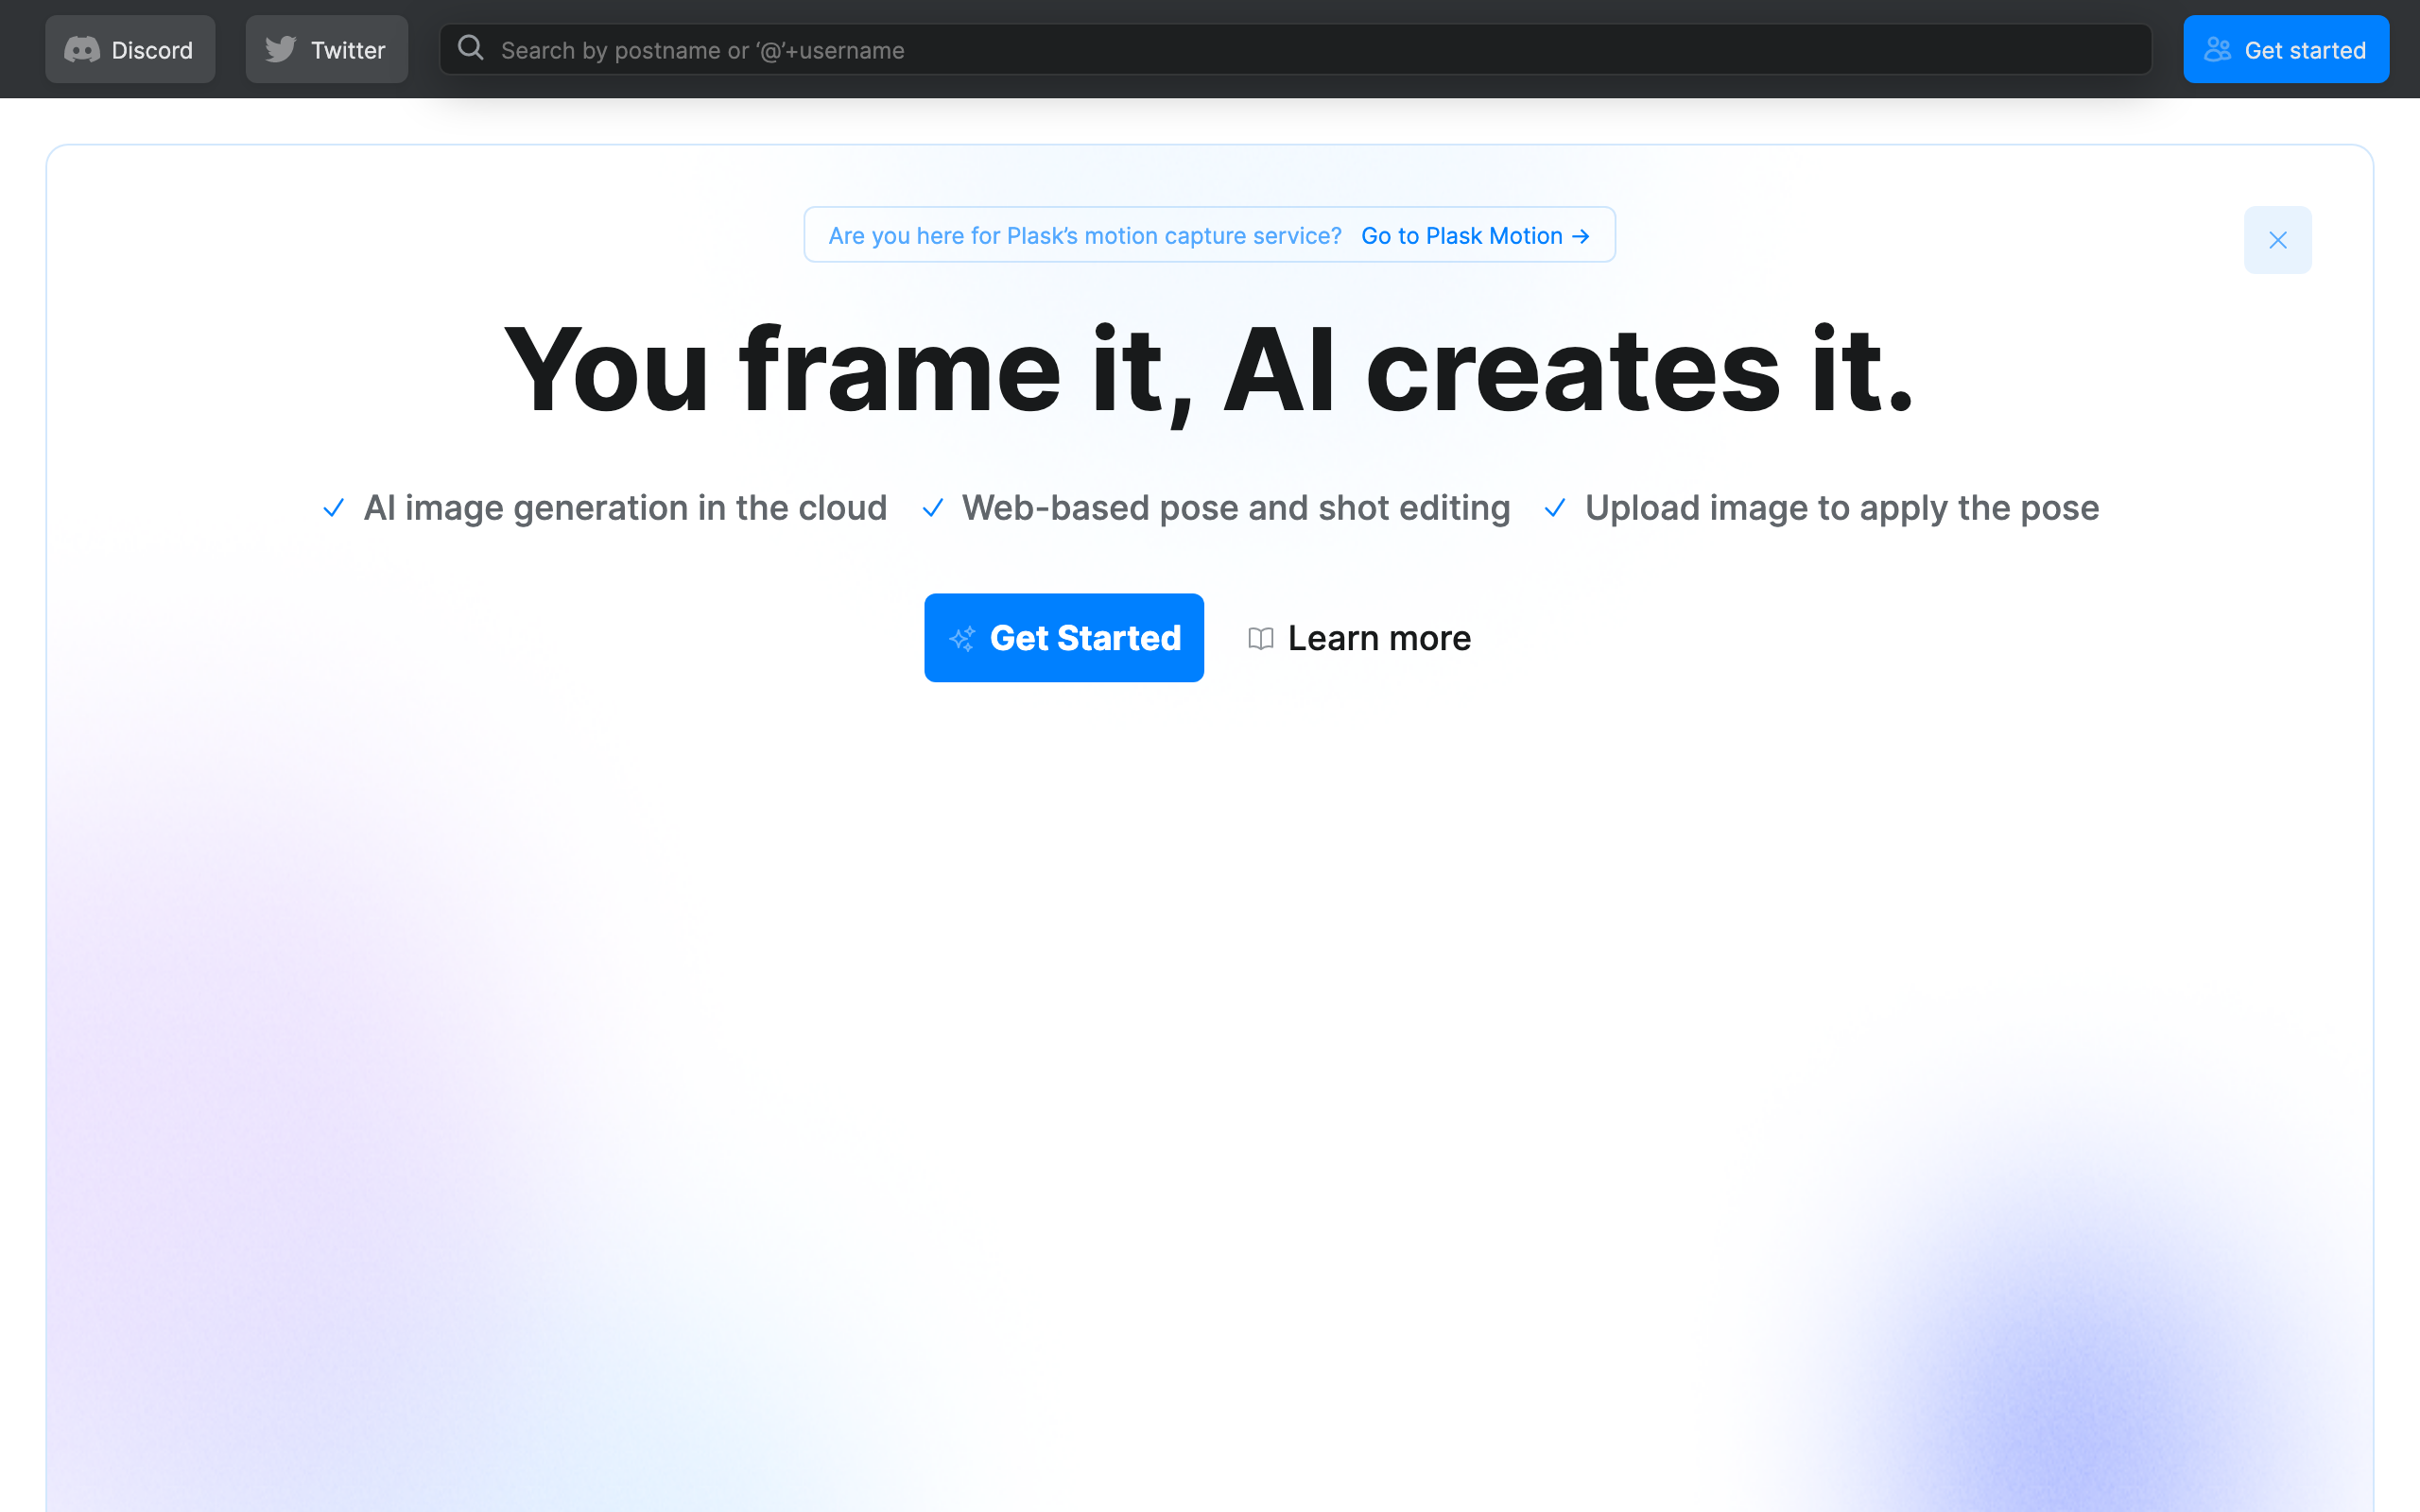 Discord
Twitter
Search by postname or ‘@’+username
Get started
Are you here for Plask’s motion capture service? Go to Plask Motion →
You frame it, AI creates it.
AI image generation in the cloud
Web-based pose and shot editing
Upload image to apply the pose
Get Started
Learn more